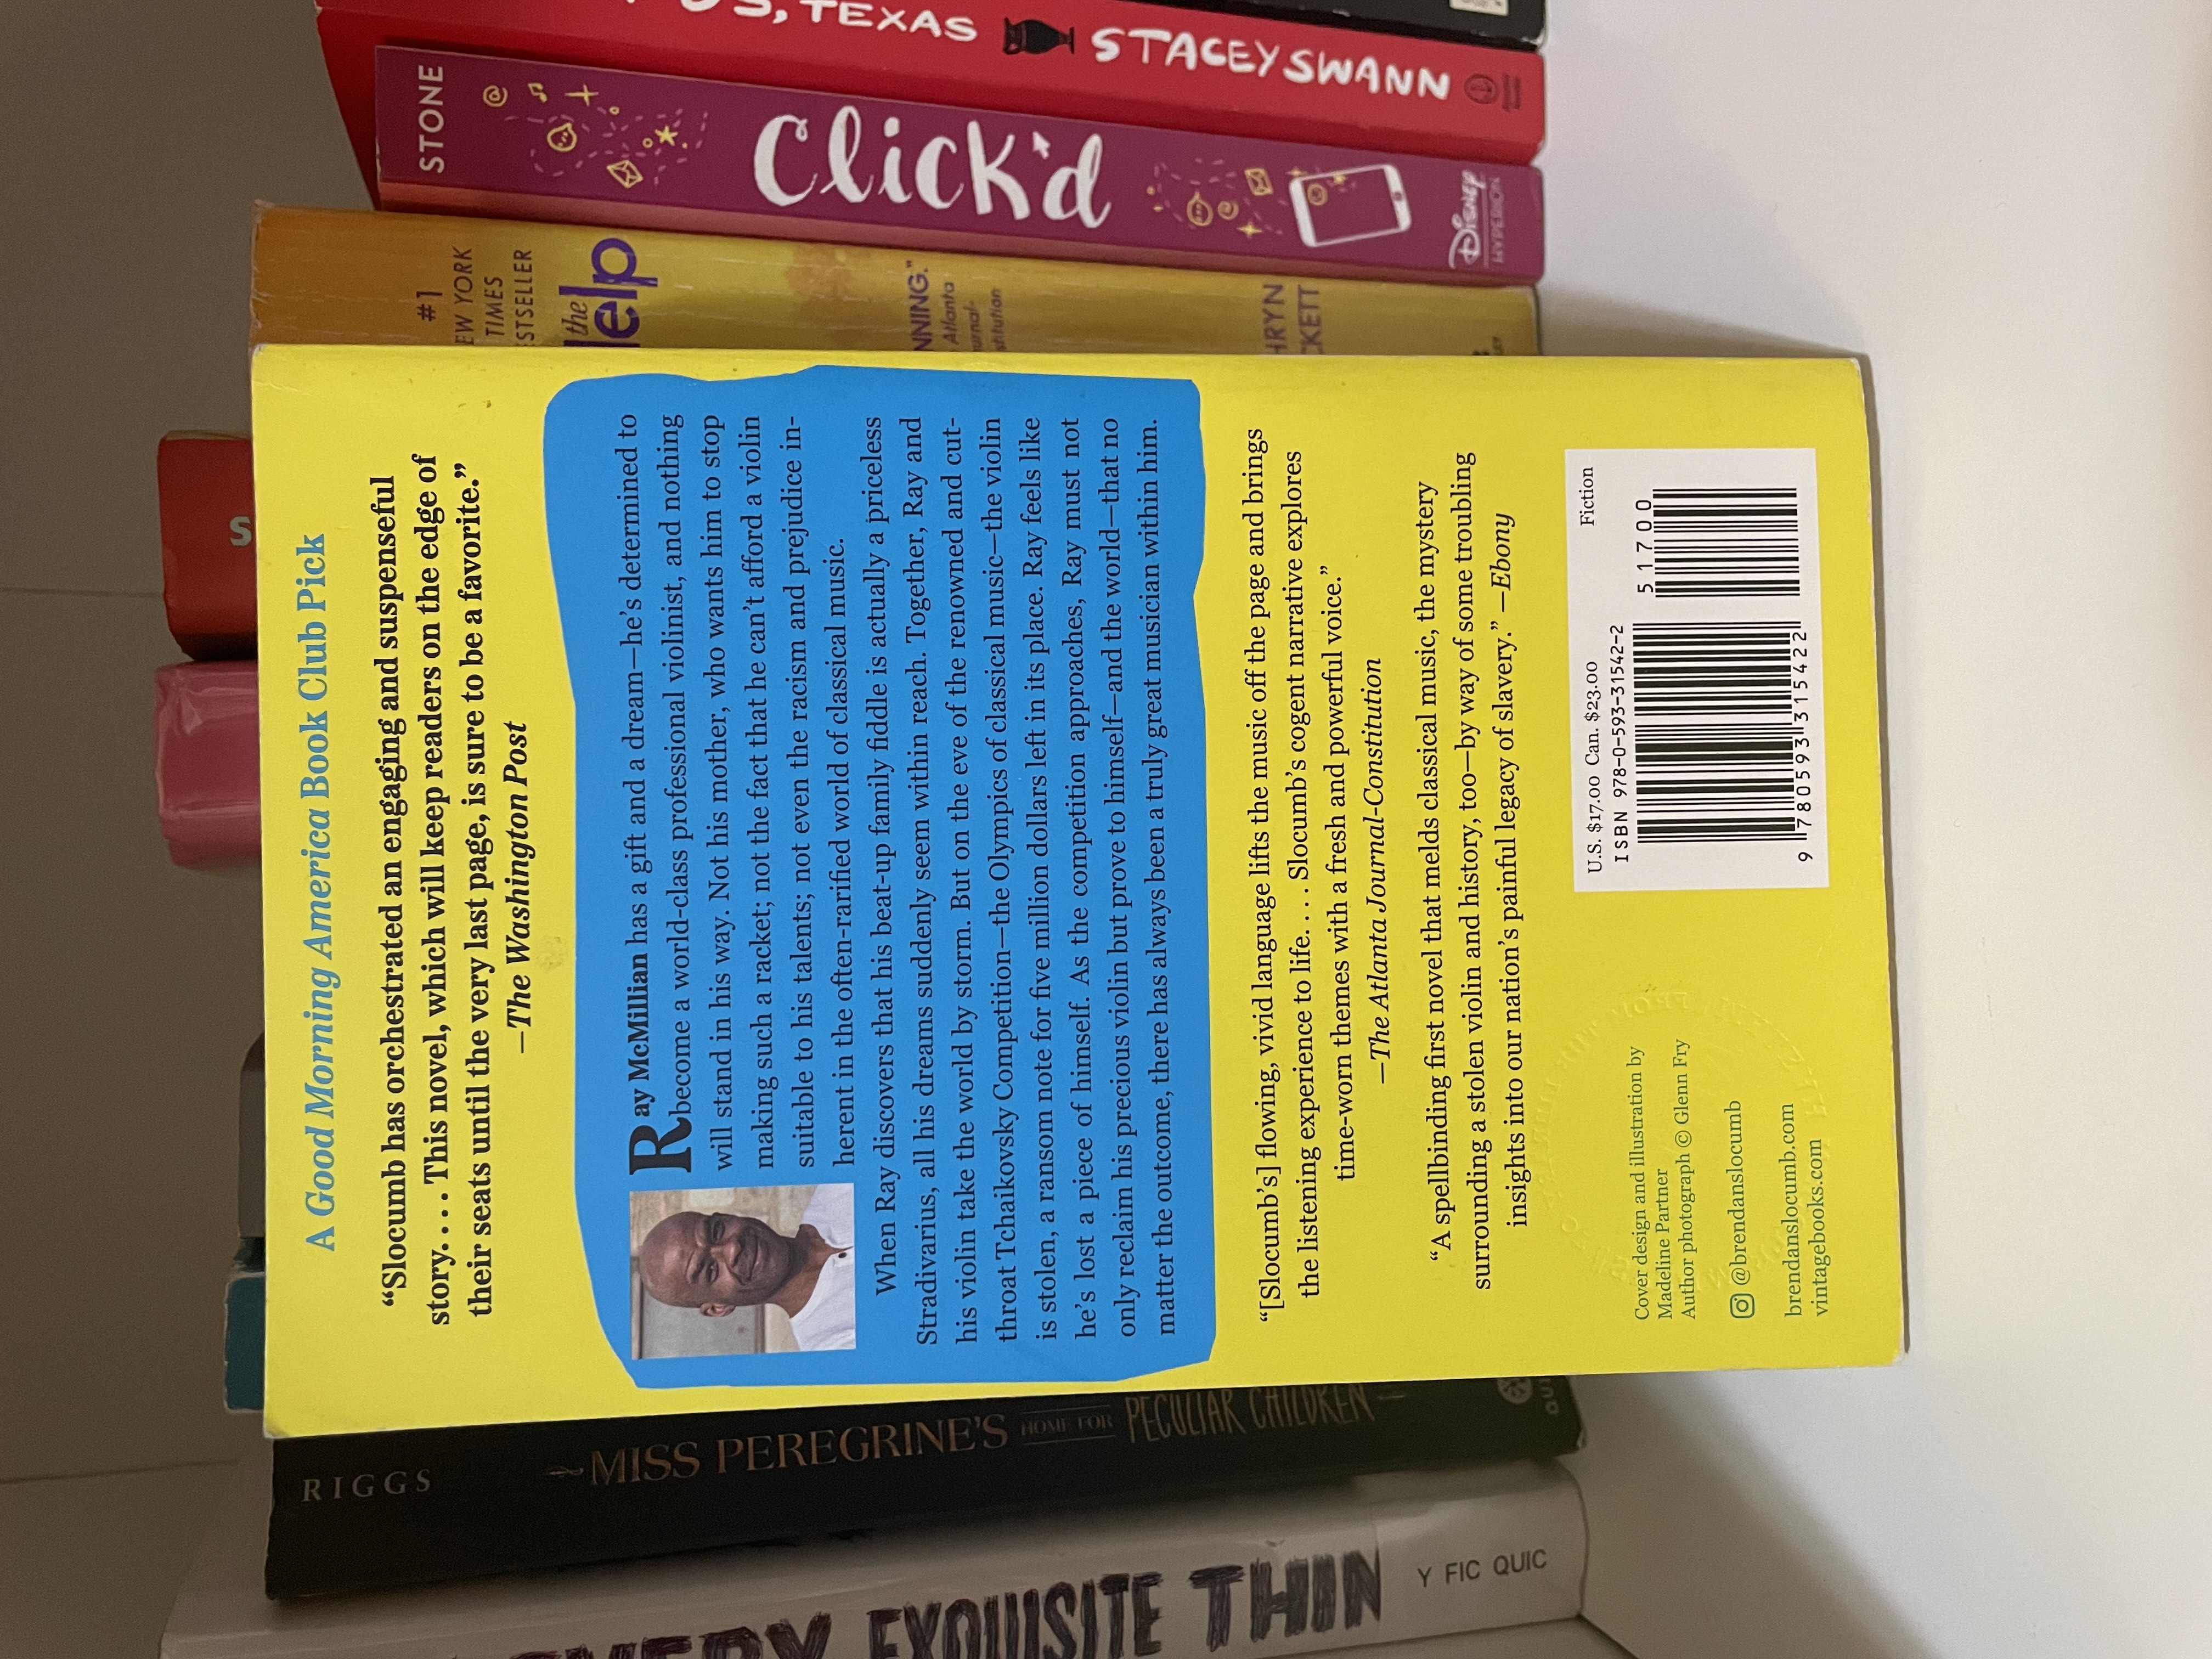 A Good Morning America Book Club Pick
“Slocumb has orchestrated an engaging and suspenseful
story. . . . This novel, which will keep readers on the edge of
their seats until the very last page, is sure to be a favorite.”
—The Washington Post
Ray McMillian has a gift and a dream—he’s determined to
become a world-class professional violinist, and nothing
will stand in his way. Not his mother, who wants him to stop
making such a racket; not the fact that he can’t afford a violin
suitable to his talents; not even the racism and prejudice in-
herent in the often-rarified world of classical music.
When Ray discovers that his beat-up family fiddle is actually a priceless
Stradivarius, all his dreams suddenly seem within reach. Together, Ray and
his violin take the world by storm. But on the eve of the renowned and cut-
throat Tchaikovsky Competition—the Olympics of classical music—the violin
is stolen, a ransom note for five million dollars left in its place. Ray feels like
he’s lost a piece of himself. As the competition approaches, Ray must not
only reclaim his precious violin but prove to himself—and the world—that no
matter the outcome, there has always been a truly great musician within him.
“[Slocumb’s] flowing, vivid language lifts the music off the page and brings
the listening experience to life. . . . Slocumb’s cogent narrative explores
time-worn themes with a fresh and powerful voice.”
—The Atlanta Journal-Constitution
“A spellbinding first novel that melds classical music, the mystery
surrounding a stolen violin and history, too—by way of some troubling
insights into our nation’s painful legacy of slavery.” —Ebony
Cover design and illustration by
Madeline Partner
Author photograph © Glenn Fry
@brendanslocumb
brendanslocumb.com
vintagebooks.com
U.S. $17.00 Can. $23.00 Fiction
ISBN 978-0-593-31542-2
51700
9 780593 315422
EXQUISITE THIN
Y FIC QUIC
RIGGS
MISS PEREGRINE'S HOME FOR PECULIAR CHILDREN
QUI
S
#1
EW YORK
TIMES
STSELLER
the
elp
NNING."
Atlanta
urnal-
stitution
HRYN
CKETT
STONE
Click'd
Disney
HYPERION
S, TEXAS
STACEY SWANN